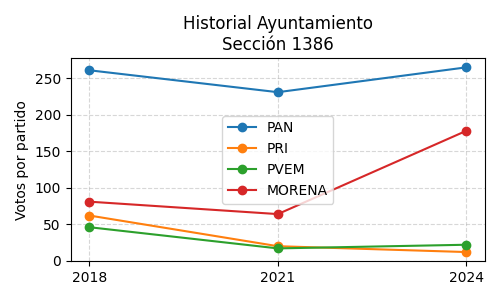 Historial Ayuntamiento
Sección 1386
Votos por partido
250
200
150
100
50
0
PAN
PRI
PVEM
MORENA
2018
2021
2024